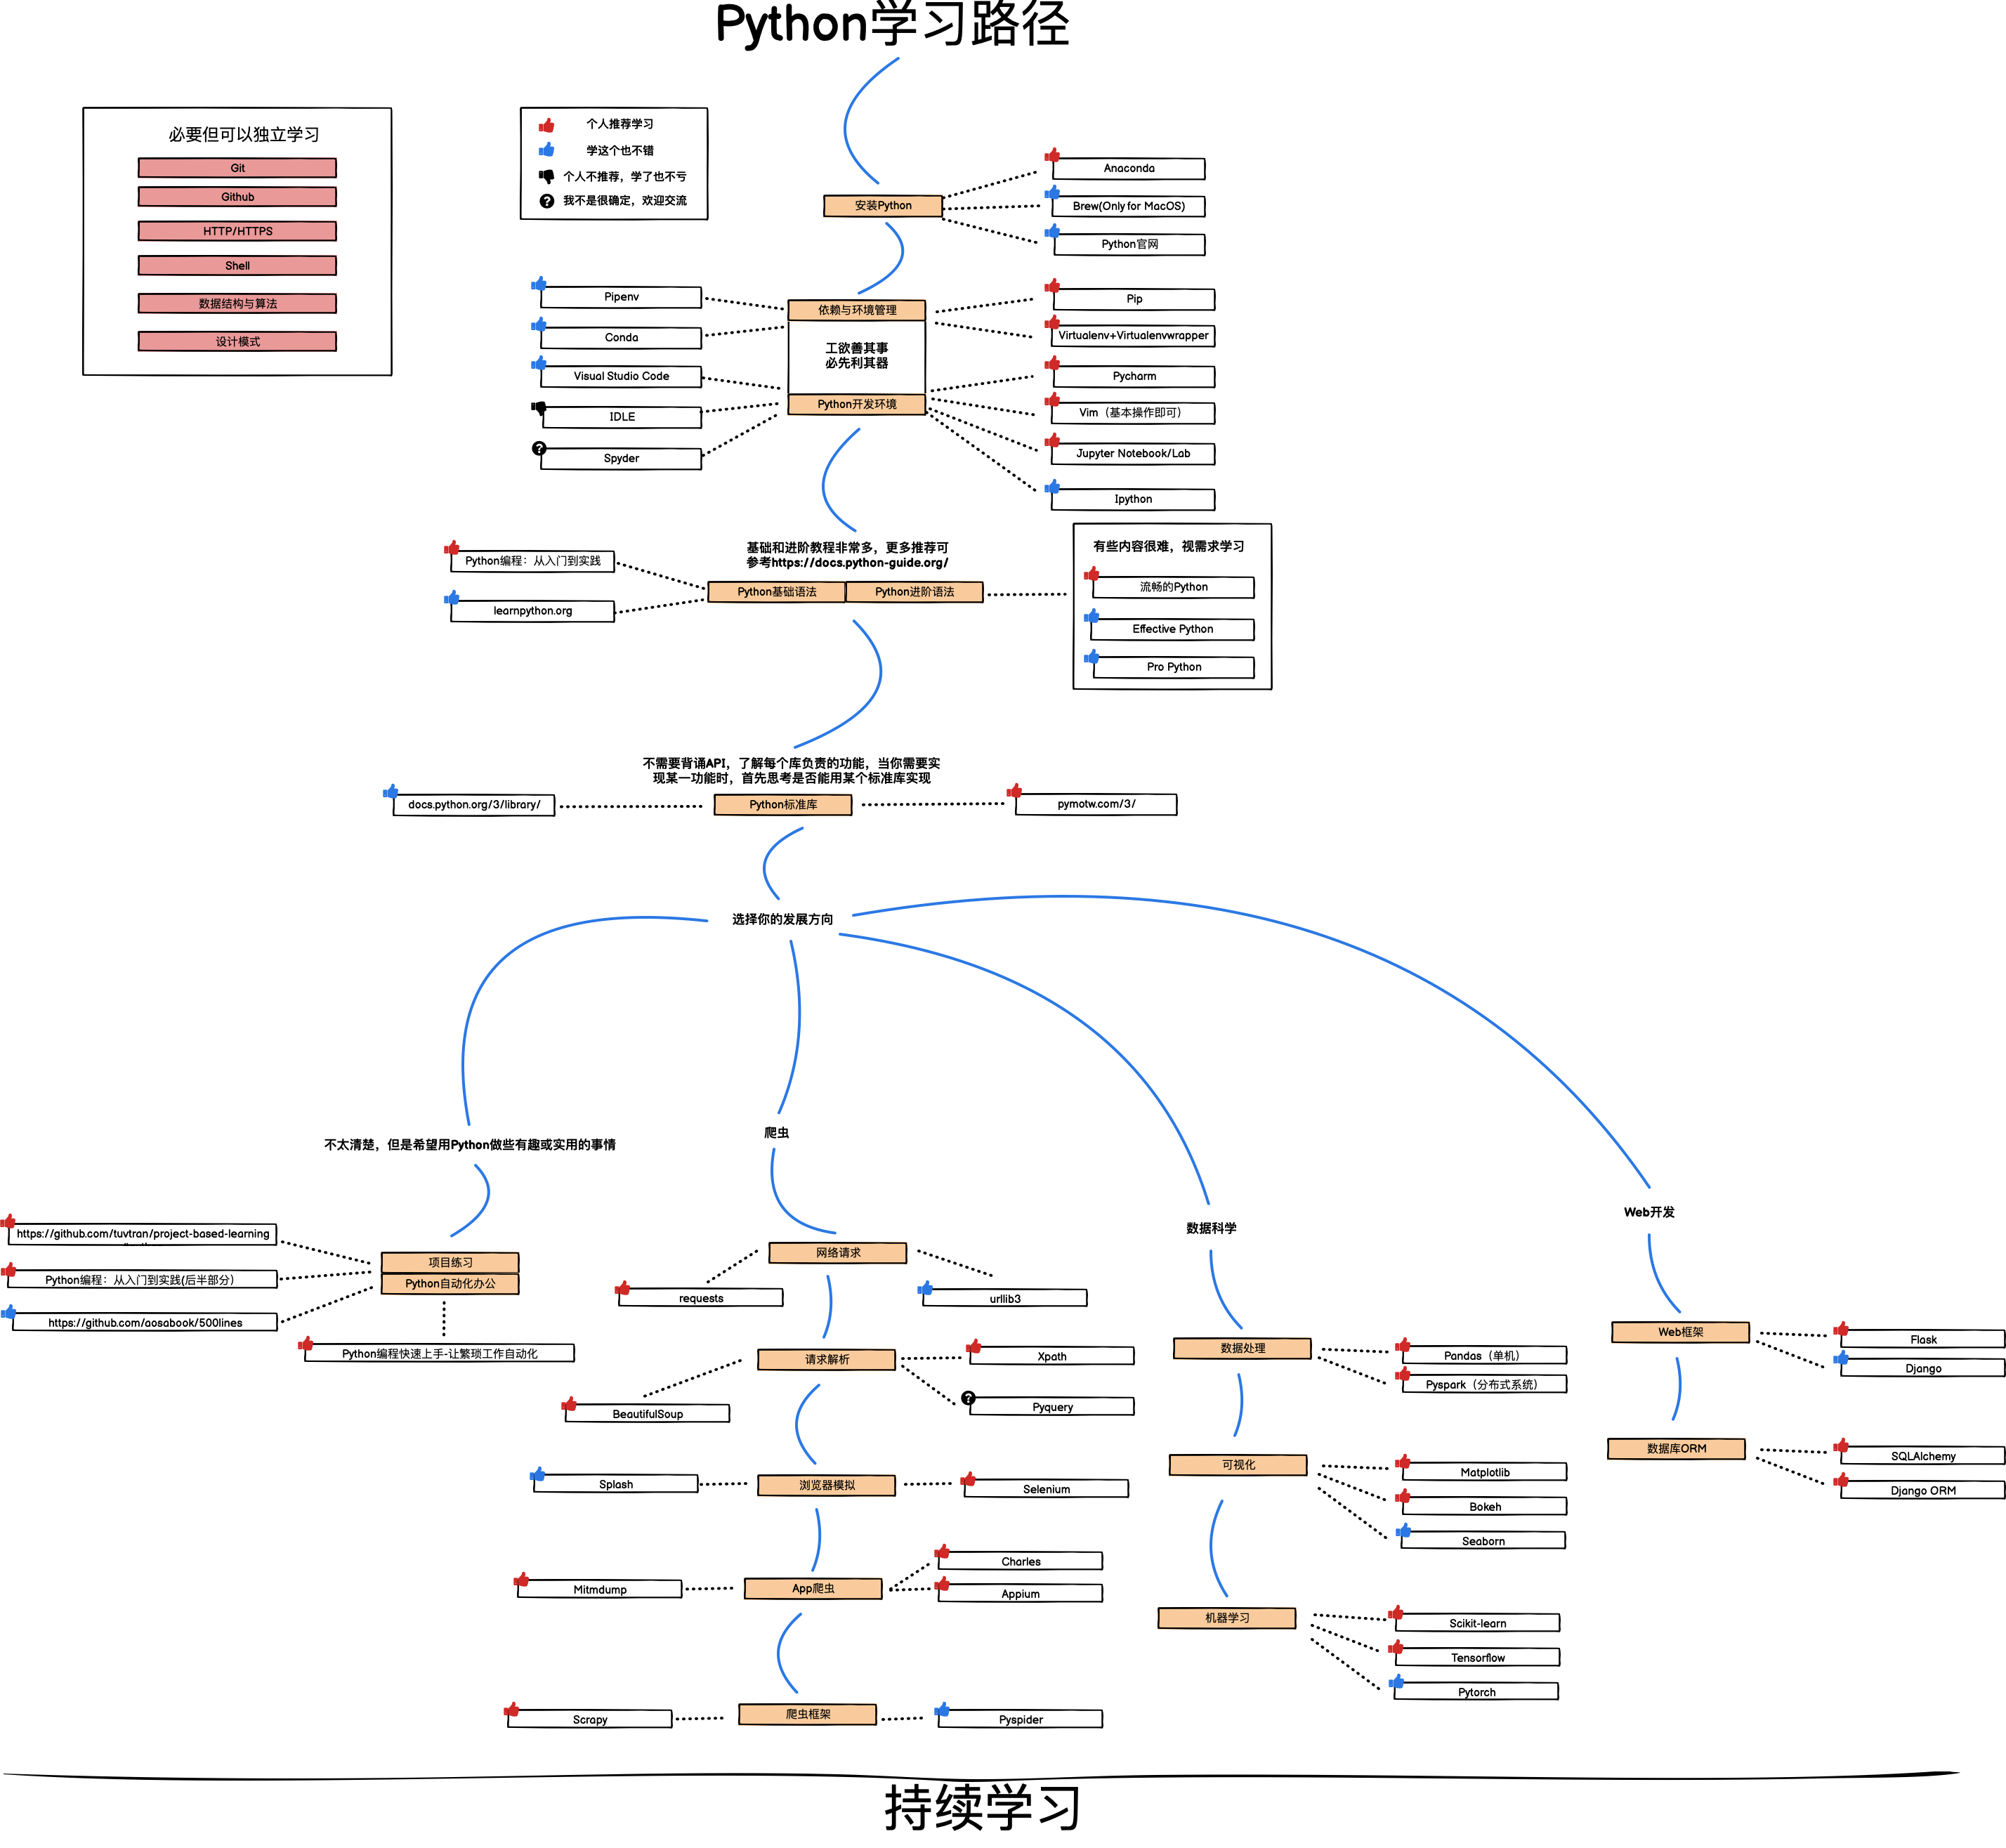 Python学习路径
必要但可以独立学习
Git
Github
HTTP/HTTPS
Shell
数据结构与算法
设计模式
个人推荐学习
学这个也不错
个人不推荐，学了也不亏
我不是很确定，欢迎交流
安装Python
Anaconda
Brew(Only for MacOS)
Python官网
Pipenv
Conda
Visual Studio Code
IDLE
Spyder
依赖与环境管理
工欲善其事
必先利其器
Python开发环境
Pip
Virtualenv+Virtualenvwrapper
Pycharm
Vim（基本操作即可）
Jupyter Notebook/Lab
Ipython
基础和进阶教程非常多，更多推荐可
参考https://docs.python-guide.org/
Python编程：从入门到实践
learnpython.org
Python基础语法
Python进阶语法
有些内容很难，视需求学习
流畅的Python
Effective Python
Pro Python
不需要背诵API，了解每个库负责的功能，当你需要实
现某一功能时，首先思考是否能用某个标准库实现
docs.python.org/3/library/
Python标准库
pymotw.com/3/
选择你的发展方向
不太清楚，但是希望用Python做些有趣或实用的事情
https://github.com/tuvtran/project-based-learning
Python编程：从入门到实践(后半部分）
https://github.com/aosabook/500lines
项目练习
Python自动化办公
Python编程快速上手-让繁琐工作自动化
爬虫
网络请求
requests
urllib3
请求解析
BeautifulSoup
Xpath
Pyquery
浏览器模拟
Splash
Selenium
App爬虫
Mitmdump
Charles
Appium
爬虫框架
Scrapy
Pyspider
数据科学
数据处理
Pandas（单机）
Pyspark（分布式系统）
可视化
Matplotlib
Bokeh
Seaborn
机器学习
Scikit-learn
Tensorflow
Pytorch
Web开发
Web框架
Flask
Django
数据库ORM
SQLAlchemy
Django ORM
持续学习